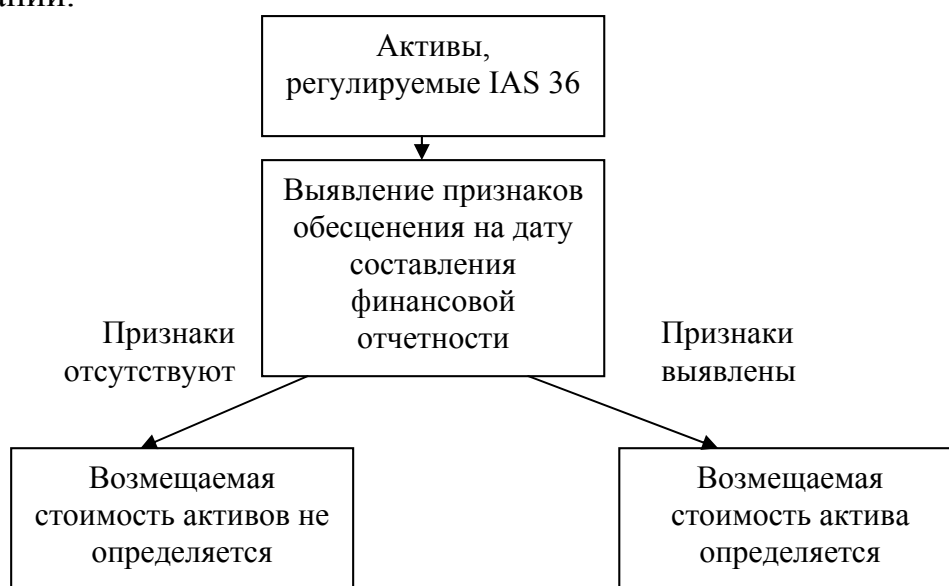 Активы,
регулируемые IAS 36
Выявление признаков
обесценения на дату
составления
финансовой
отчетности
Признаки
отсутствуют
Признаки
выявлены
Возмещаемая
стоимость активов не
определяется
Возмещаемая
стоимость актива
определяется